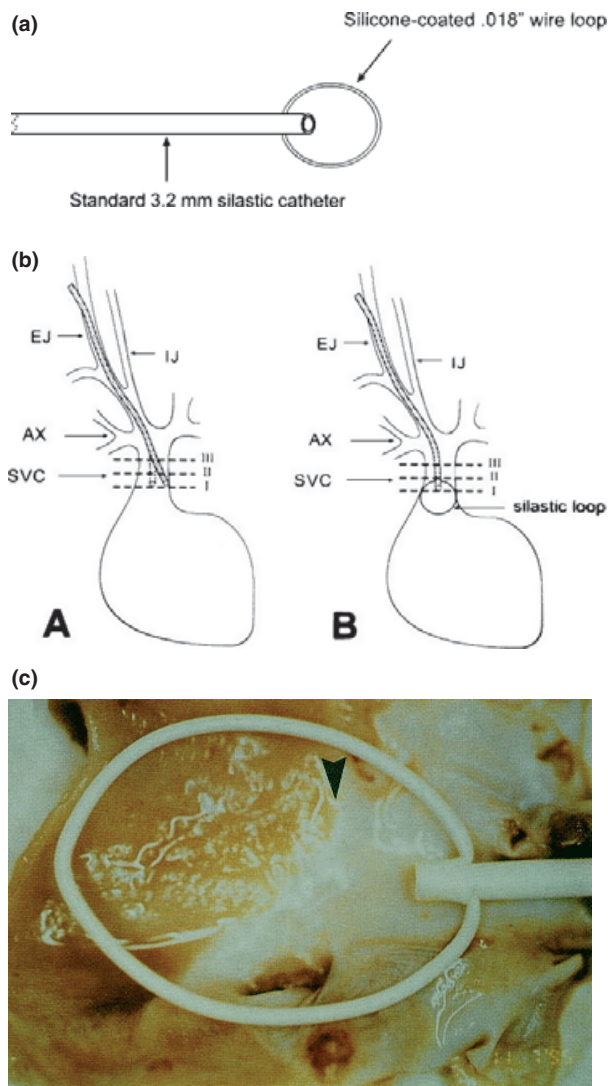 (a)
Silicone-coated .018" wire loop
Standard 3.2 mm silastic catheter
(b)
EJ
IJ
AX
SVC
III
II
I
A
EJ
IJ
AX
SVC
III
II
I
silastic loop
B
(c)